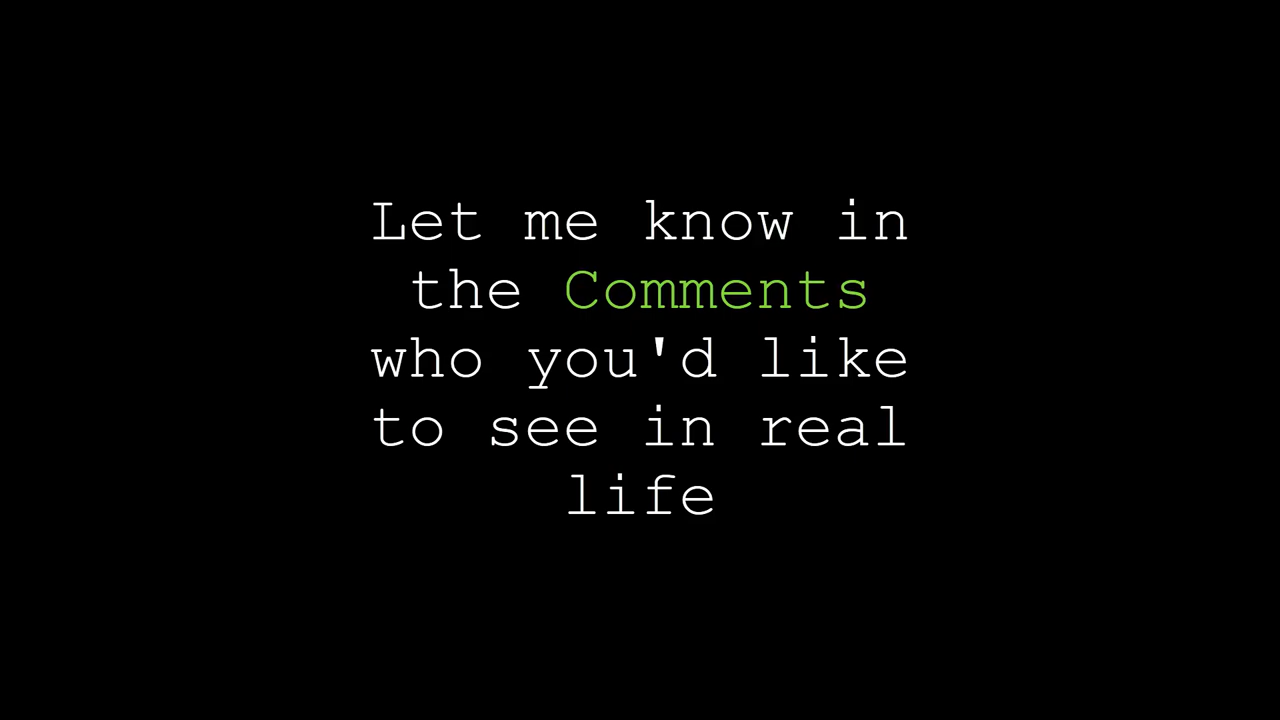 Let me know in
the Comments
who you'd like
to see in real
life